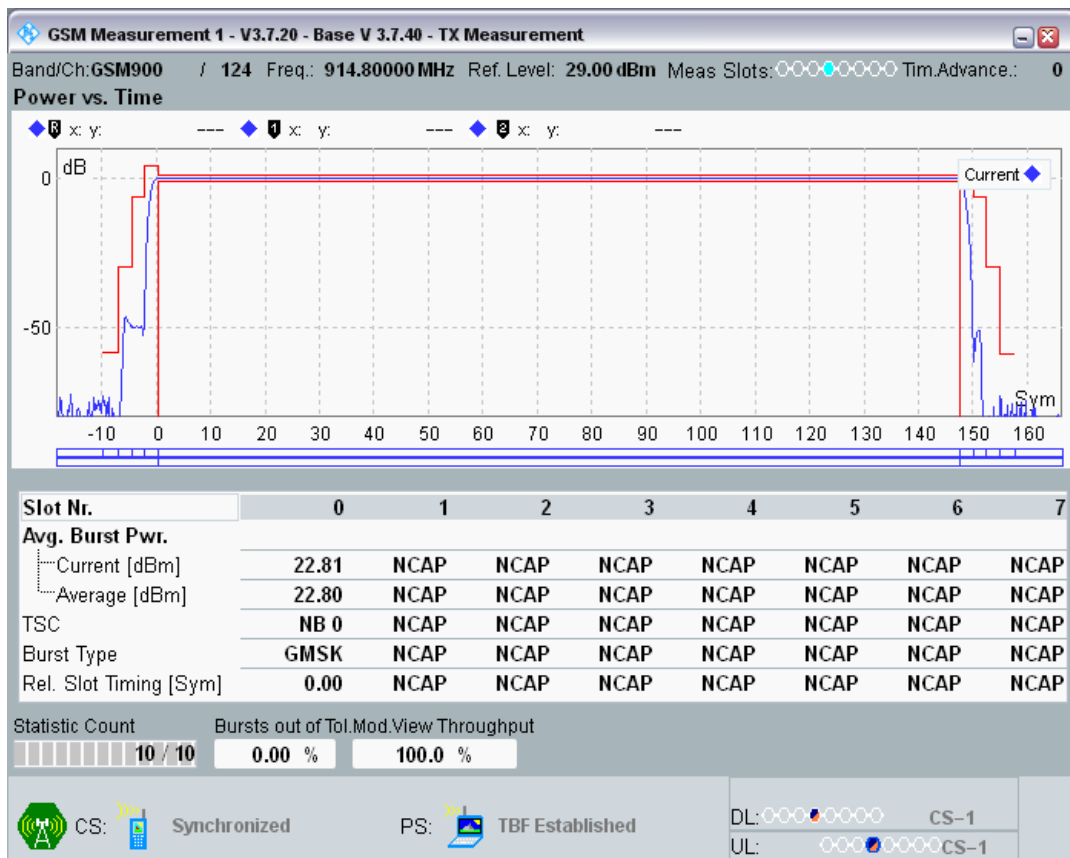 GSM Measurement 1 - V3.7.20 - Base V 3.7.40 - TX Measurement
Band/Ch:GSM900 / 124 Freq.: 914.80000 MHz Ref. Level: 29.00 dBm Meas Slots: Tim.Advance.: 0
Power vs. Time
R x: y: --- 1 x: y: --- 2 x: y: ---
dB
0
Current
-50
Sym
-10 0 10 20 30 40 50 60 70 80 90 100 110 120 130 140 150 160
Slot Nr. 0 1 2 3 4 5 6 7
Avg. Burst Pwr.
Current [dBm] 22.81 NCAP NCAP NCAP NCAP NCAP NCAP NCAP
Average [dBm] 22.80 NCAP NCAP NCAP NCAP NCAP NCAP NCAP
TSC NB 0 NCAP NCAP NCAP NCAP NCAP NCAP NCAP
Burst Type GMSK NCAP NCAP NCAP NCAP NCAP NCAP NCAP
Rel. Slot Timing [Sym] 0.00 NCAP NCAP NCAP NCAP NCAP NCAP NCAP
Statistic Count Bursts out of Tol.Mod.View Throughput
10 / 10 0.00 % 100.0 %
CS: Synchronized PS: TBF Established
DL: CS-1
UL: CS-1